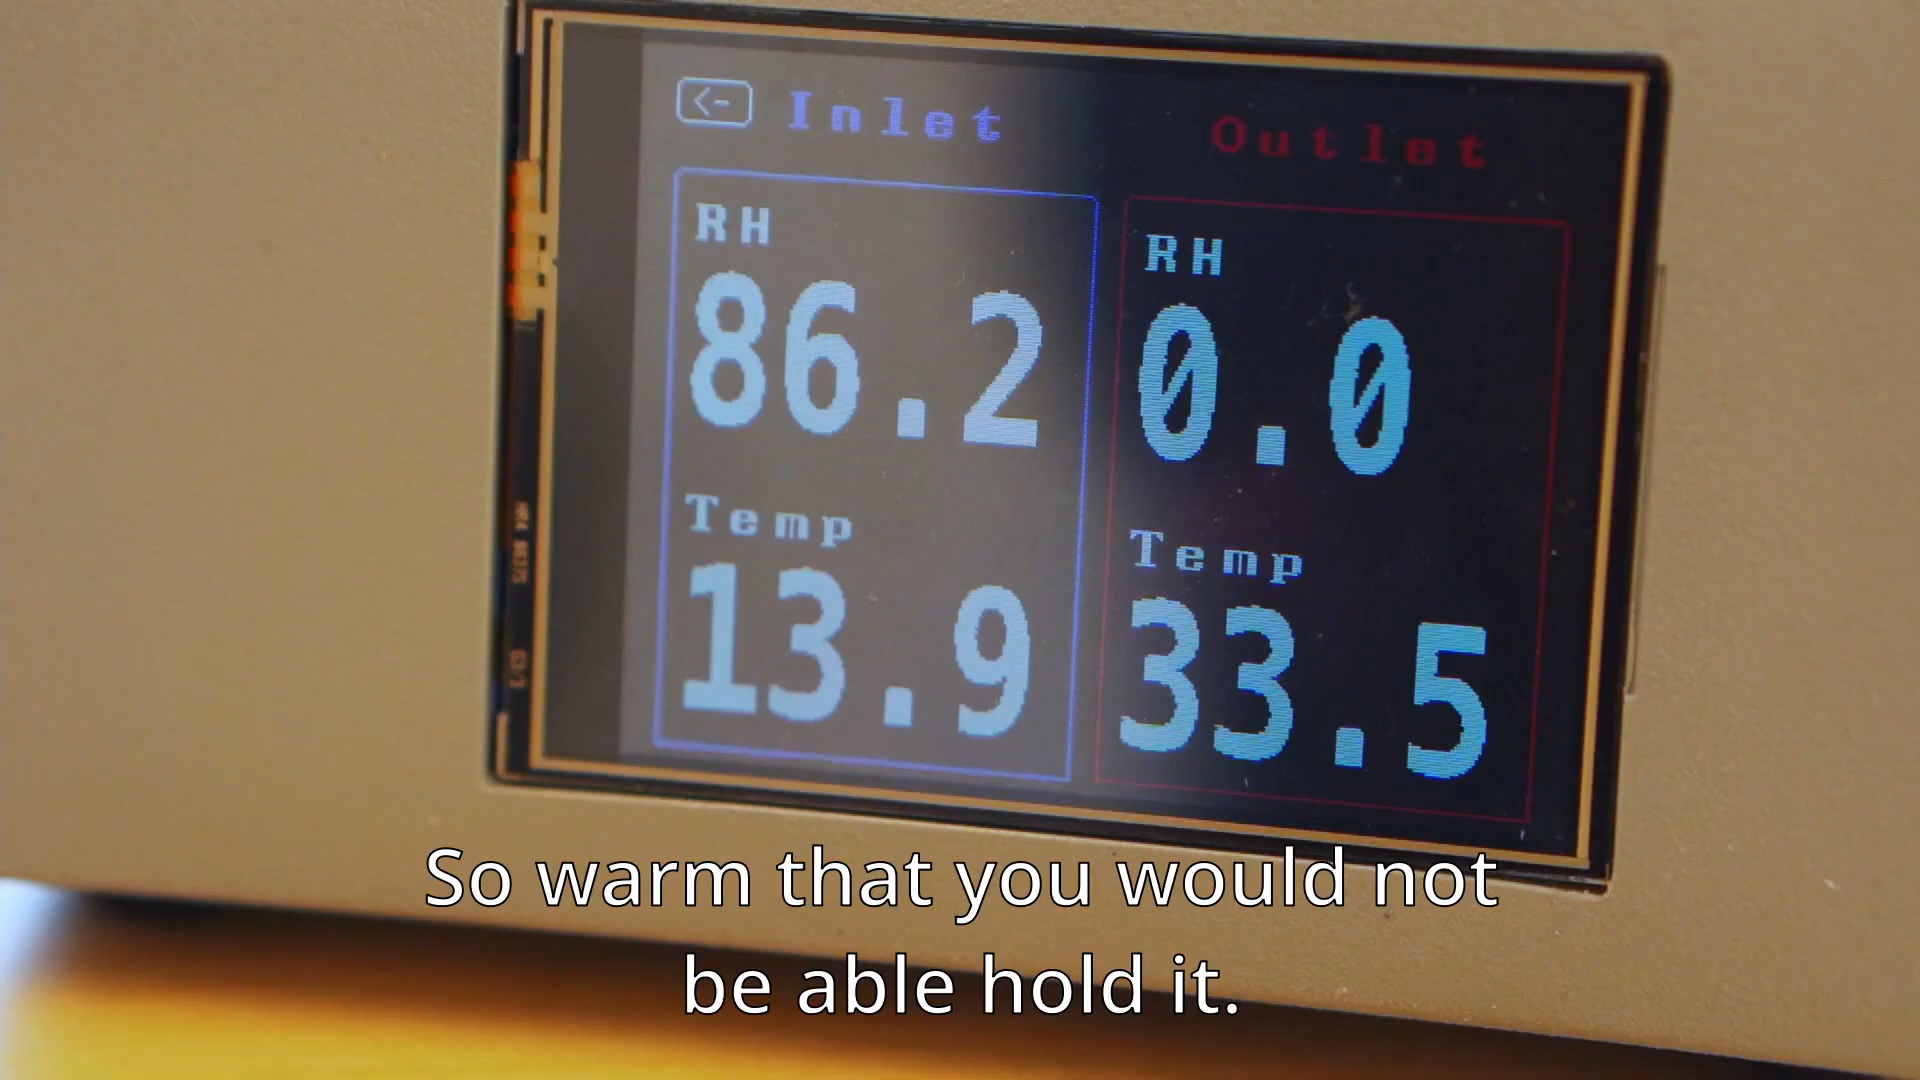 <- Inlet Outlet
RH
86.2
Temp
13.9
RH
0.0
Temp
33.5
So warm that you would not
be able hold it.